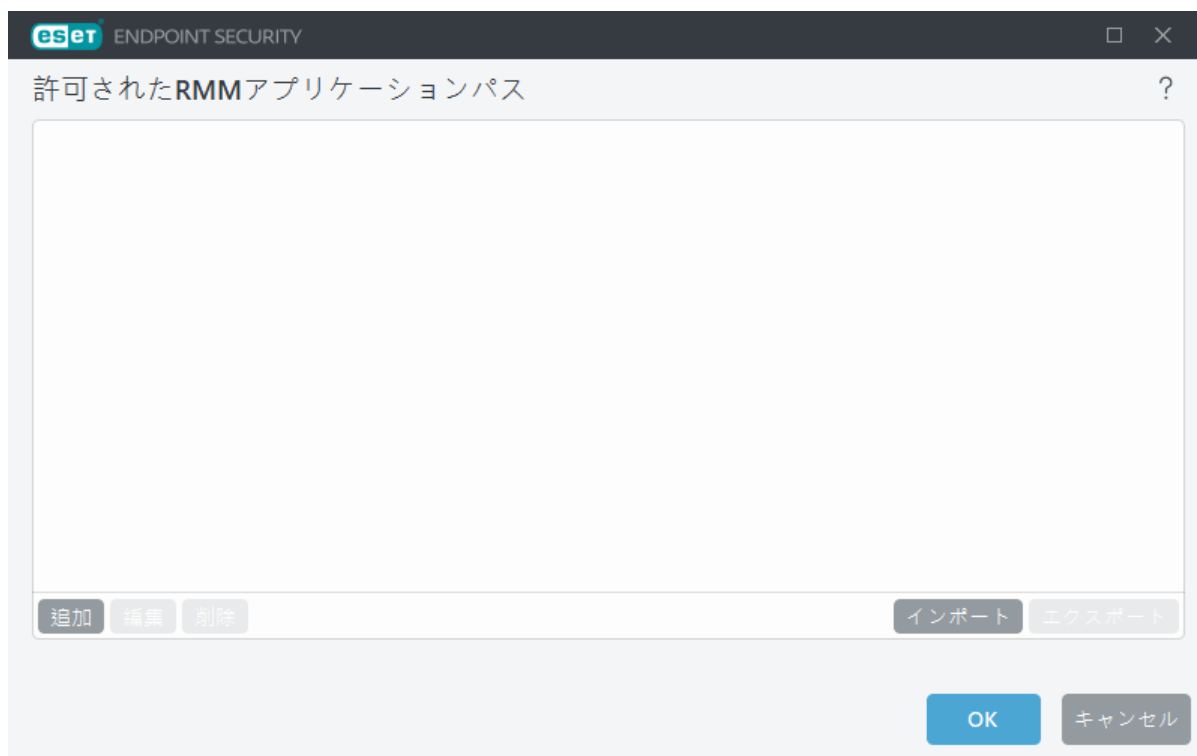 eset ENDPOINT SECURITY
許可されたRMMアプリケーションパス ?
追加 編集 削除 インポート エクスポート
OK キャンセル